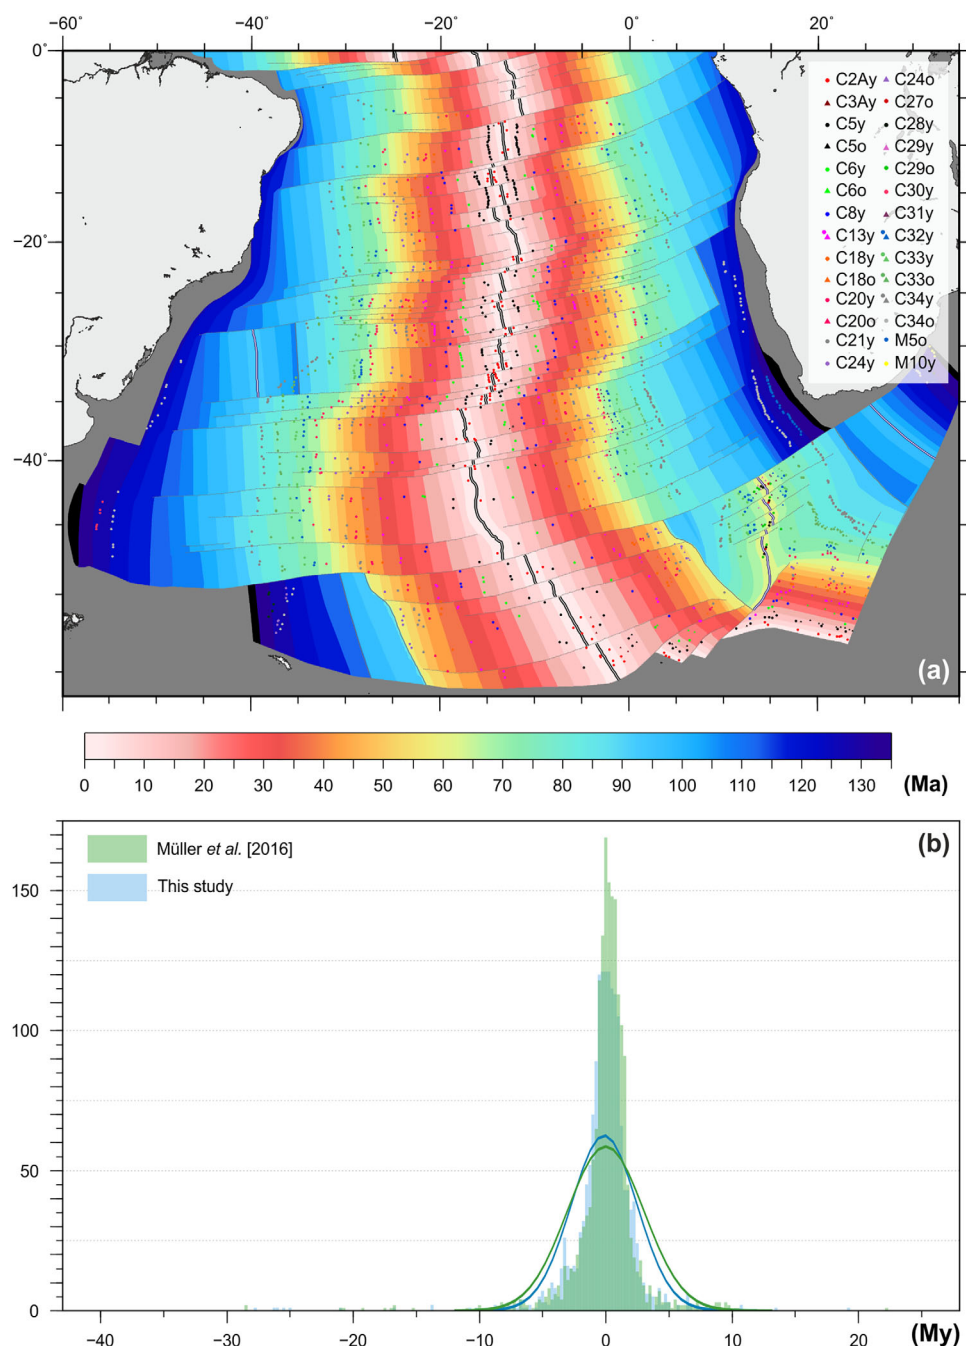 −60° −40° −20° 0° 20°
0°
−20°
−40°
C2Ay C24o
C3Ay C27o
C5y C28y
C5o C29y
C6y C29o
C6o C30y
C8y C31y
C13y C32y
C18y C33y
C18o C33o
C20y C34y
C20o C34o
C21y M5o
C24y M10y
(a)
0 10 20 30 40 50 60 70 80 90 100 110 120 130 (Ma)
(b)
Müller et al. [2016]
This study
150
100
50
0
−40 −30 −20 −10 0 10 20 (My)